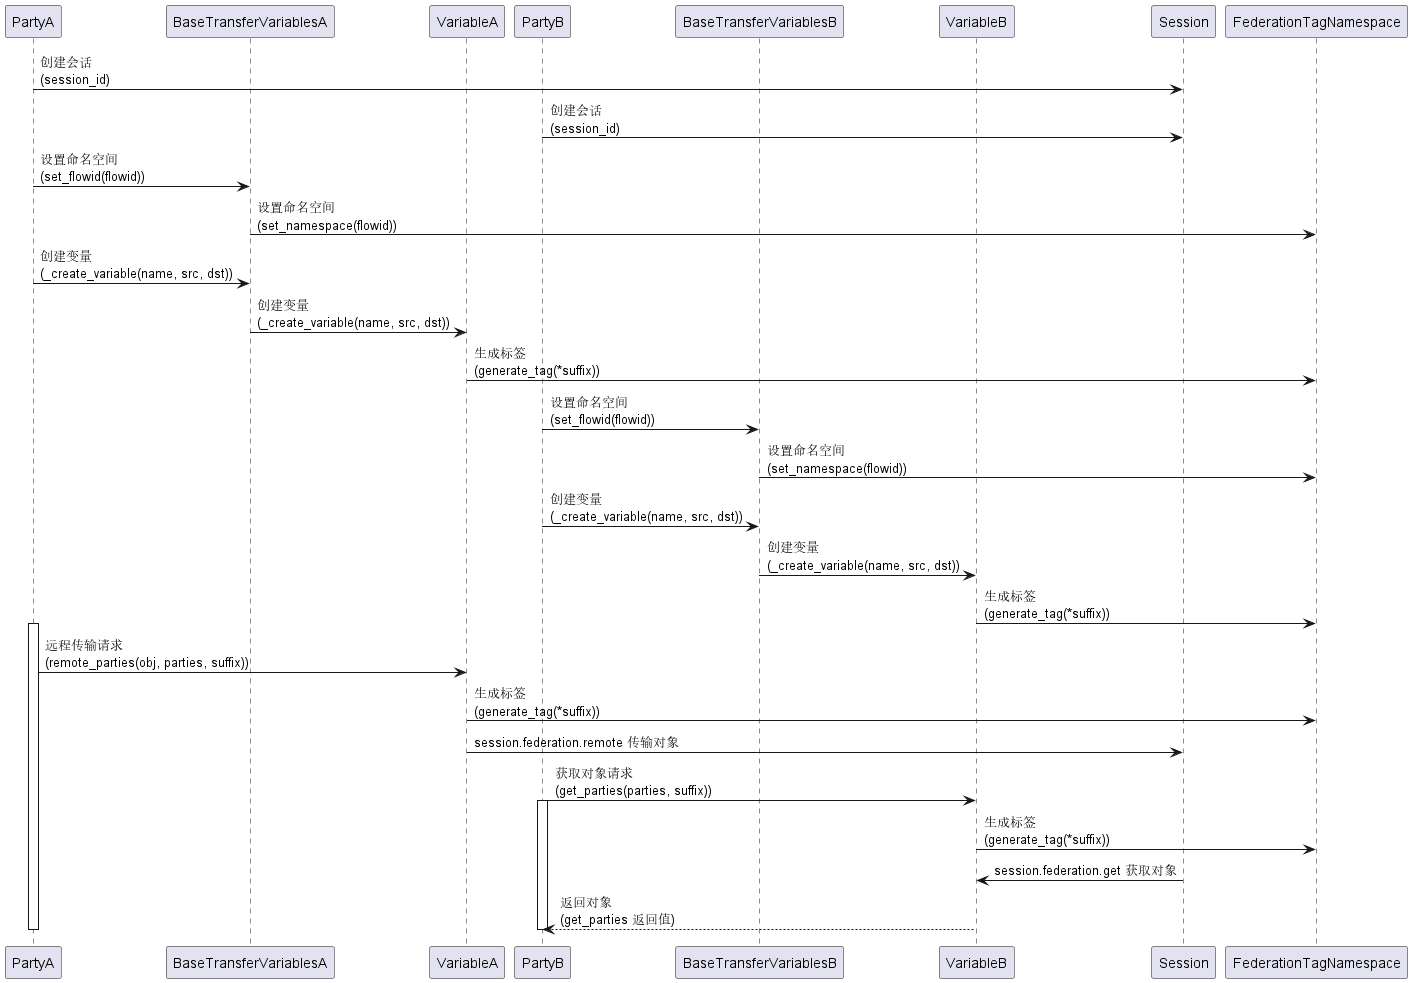 PartyA
BaseTransferVariablesA
VariableA
PartyB
BaseTransferVariablesB
VariableB
Session
FederationTagNamespace
创建会话
(session_id)
创建会话
(session_id)
设置命名空间
(set_flowid(flowid))
设置命名空间
(set_namespace(flowid))
创建变量
(_create_variable(name, src, dst))
创建变量
(_create_variable(name, src, dst))
生成标签
(generate_tag(*suffix))
设置命名空间
(set_flowid(flowid))
设置命名空间
(set_namespace(flowid))
创建变量
(_create_variable(name, src, dst))
创建变量
(_create_variable(name, src, dst))
生成标签
(generate_tag(*suffix))
远程传输请求
(remote_parties(obj, parties, suffix))
生成标签
(generate_tag(*suffix))
session.federation.remote 传输对象
获取对象请求
(get_parties(parties, suffix))
生成标签
(generate_tag(*suffix))
session.federation.get 获取对象
返回对象
(get_parties 返回值)
PartyA
BaseTransferVariablesA
VariableA
PartyB
BaseTransferVariablesB
VariableB
Session
FederationTagNamespace